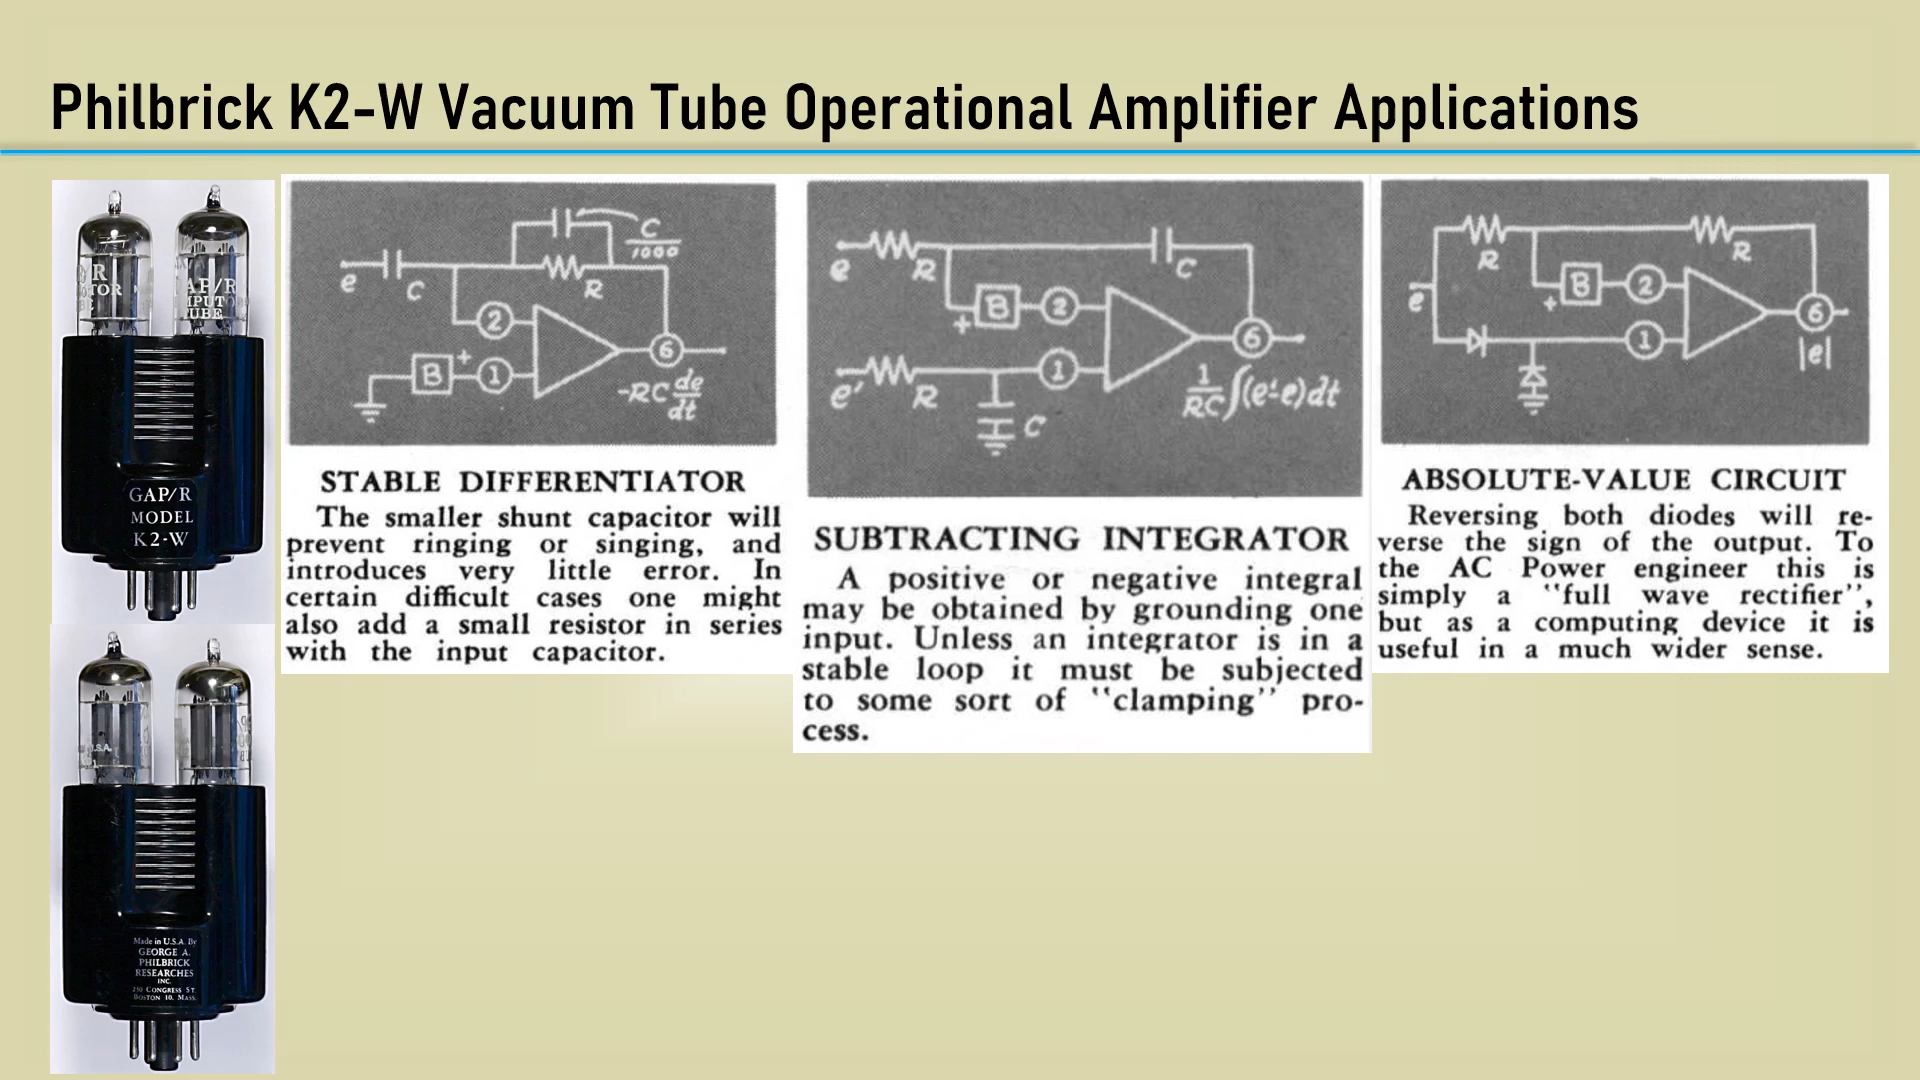 Philbrick K2-W Vacuum Tube Operational Amplifier Applications
AP/R
TUBE
GAP/R
MODEL
K2-W
U.S.A.
Made in U.S.A. By
GEORGE A.
PHILBRICK
RESEARCHES
INC.
230 CONGRESS ST.
BOSTON 10, MASS.
e
C
C
1000
R
2
B
+
1
6
-RC de
dt
STABLE DIFFERENTIATOR
The smaller shunt capacitor will
prevent ringing or singing, and
introduces very little error. In
certain difficult cases one might
also add a small resistor in series
with the input capacitor.
e
R
C
B
+
2
6
e'
R
1
C
1
RC ∫(e'-e)dt
SUBTRACTING INTEGRATOR
A positive or negative integral
may be obtained by grounding one
input. Unless an integrator is in a
stable loop it must be subjected
to some sort of "clamping" pro-
cess.
e
R
R
B
+
2
1
6
|e|
ABSOLUTE-VALUE CIRCUIT
Reversing both diodes will re-
verse the sign of the output. To
the AC Power engineer this is
simply a "full wave rectifier",
but as a computing device it is
useful in a much wider sense.